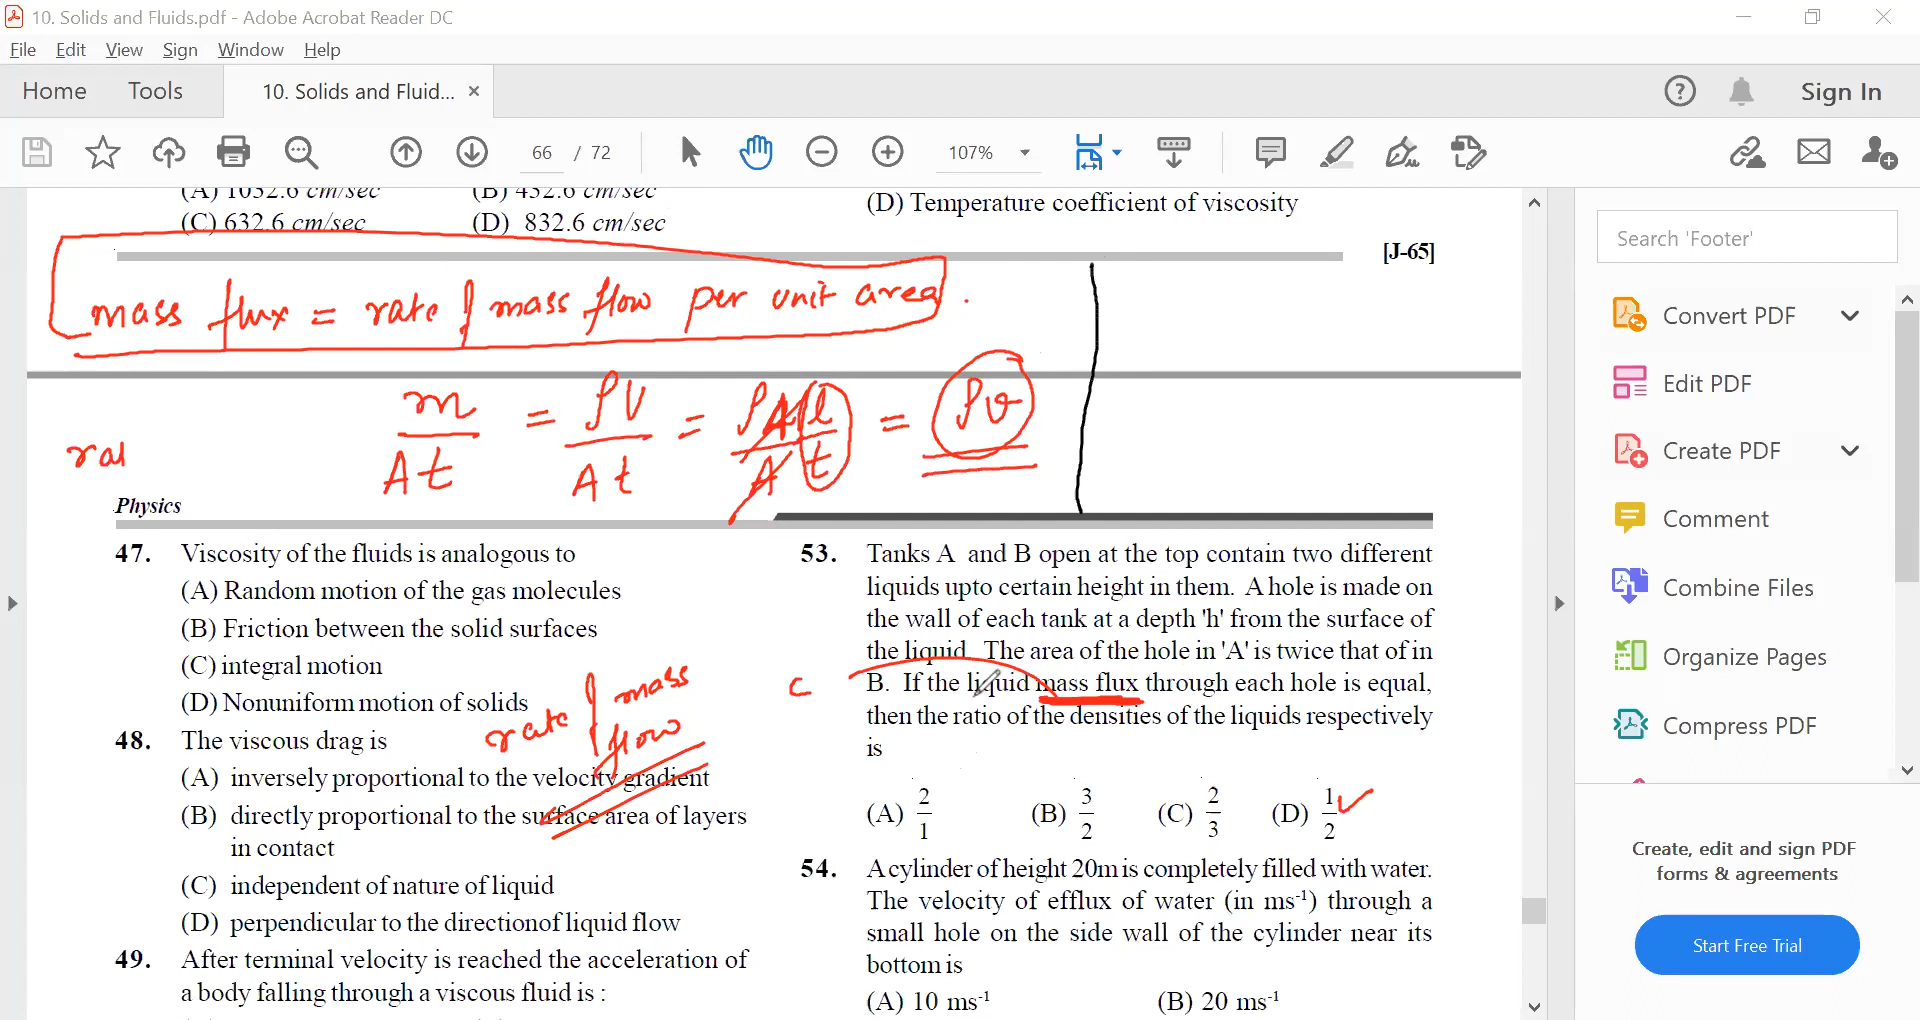 10. Solids and Fluids.pdf - Adobe Acrobat Reader DC
File Edit View Sign Window Help
Home Tools 10. Solids and Fluid... × Sign In
66 / 72 107%
(A) 1032.6 cm/sec (B) 432.6 cm/sec
(C) 632.6 cm/sec (D) 832.6 cm/sec
(D) Temperature coefficient of viscosity
[J-65]
mass flux = rate of mass flow per unit area.
m/At = ρV/At = ρAl/At = ρv
rat
Physics
47. Viscosity of the fluids is analogous to
(A) Random motion of the gas molecules
(B) Friction between the solid surfaces
(C) integral motion
(D) Nonuniform motion of solids
rate of mass flow
48. The viscous drag is
(A) inversely proportional to the velocity gradient
(B) directly proportional to the surface area of layers
in contact
(C) independent of nature of liquid
(D) perpendicular to the directionof liquid flow
49. After terminal velocity is reached the acceleration of
a body falling through a viscous fluid is :
53. Tanks A and B open at the top contain two different
liquids upto certain height in them. A hole is made on
the wall of each tank at a depth 'h' from the surface of
the liquid. The area of the hole in 'A' is twice that of in
B. If the liquid mass flux through each hole is equal,
then the ratio of the densities of the liquids respectively
is
(A) 2/1 (B) 3/2 (C) 2/3 (D) 1/2 ✓
54. A cylinder of height 20m is completely filled with water.
The velocity of efflux of water (in ms⁻¹) through a
small hole on the side wall of the cylinder near its
bottom is
(A) 10 ms⁻¹ (B) 20 ms⁻¹
Search 'Footer'
Convert PDF
Edit PDF
Create PDF
Comment
Combine Files
Organize Pages
Compress PDF
Create, edit and sign PDF
forms & agreements
Start Free Trial